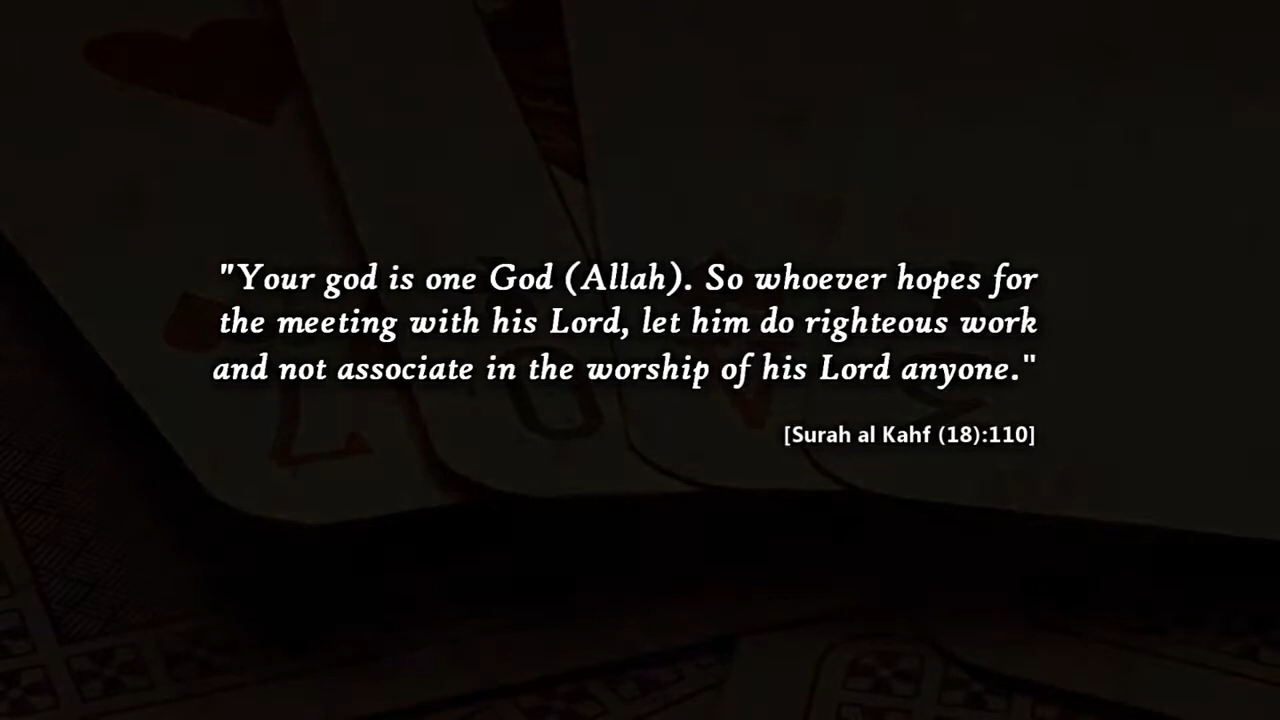 "Your god is one God (Allah). So whoever hopes for
the meeting with his Lord, let him do righteous work
and not associate in the worship of his Lord anyone."
[Surah al Kahf (18):110]